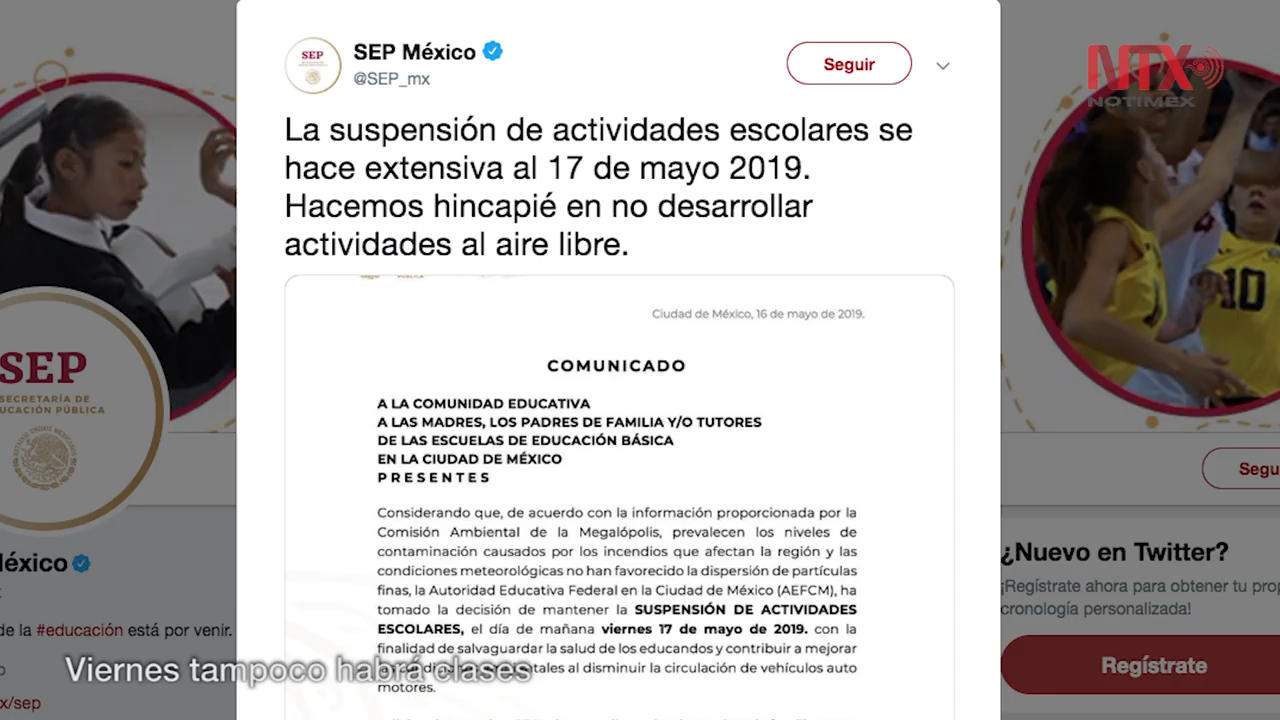 SEP
SEP México
@SEP_mx
Seguir
NTX
NOTIMEX
La suspensión de actividades escolares se
hace extensiva al 17 de mayo 2019.
Hacemos hincapié en no desarrollar
actividades al aire libre.
Ciudad de México, 16 de mayo de 2019.
COMUNICADO
A LA COMUNIDAD EDUCATIVA
A LAS MADRES, LOS PADRES DE FAMILIA Y/O TUTORES
DE LAS ESCUELAS DE EDUCACIÓN BÁSICA
EN LA CIUDAD DE MÉXICO
P R E S E N T E S
Considerando que, de acuerdo con la información proporcionada por la
Comisión Ambiental de la Megalópolis, prevalecen los niveles de
contaminación causados por los incendios que afectan la región y las
condiciones meteorológicas no han favorecido la dispersión de partículas
finas, la Autoridad Educativa Federal en la Ciudad de México (AEFCM), ha
tomado la decisión de mantener la SUSPENSIÓN DE ACTIVIDADES
ESCOLARES, el día de mañana viernes 17 de mayo de 2019. con la
finalidad de salvaguardar la salud de los educandos y contribuir a mejorar
al disminuir la circulación de vehículos auto
motores.
SEP
SECRETARÍA DE
EDUCACIÓN PÚBLICA
México
de la #educación está por venir.
x/sep
10
Segu
¿Nuevo en Twitter?
¡Regístrate ahora para obtener tu prop
cronología personalizada!
Regístrate
Viernes tampoco habrá clases